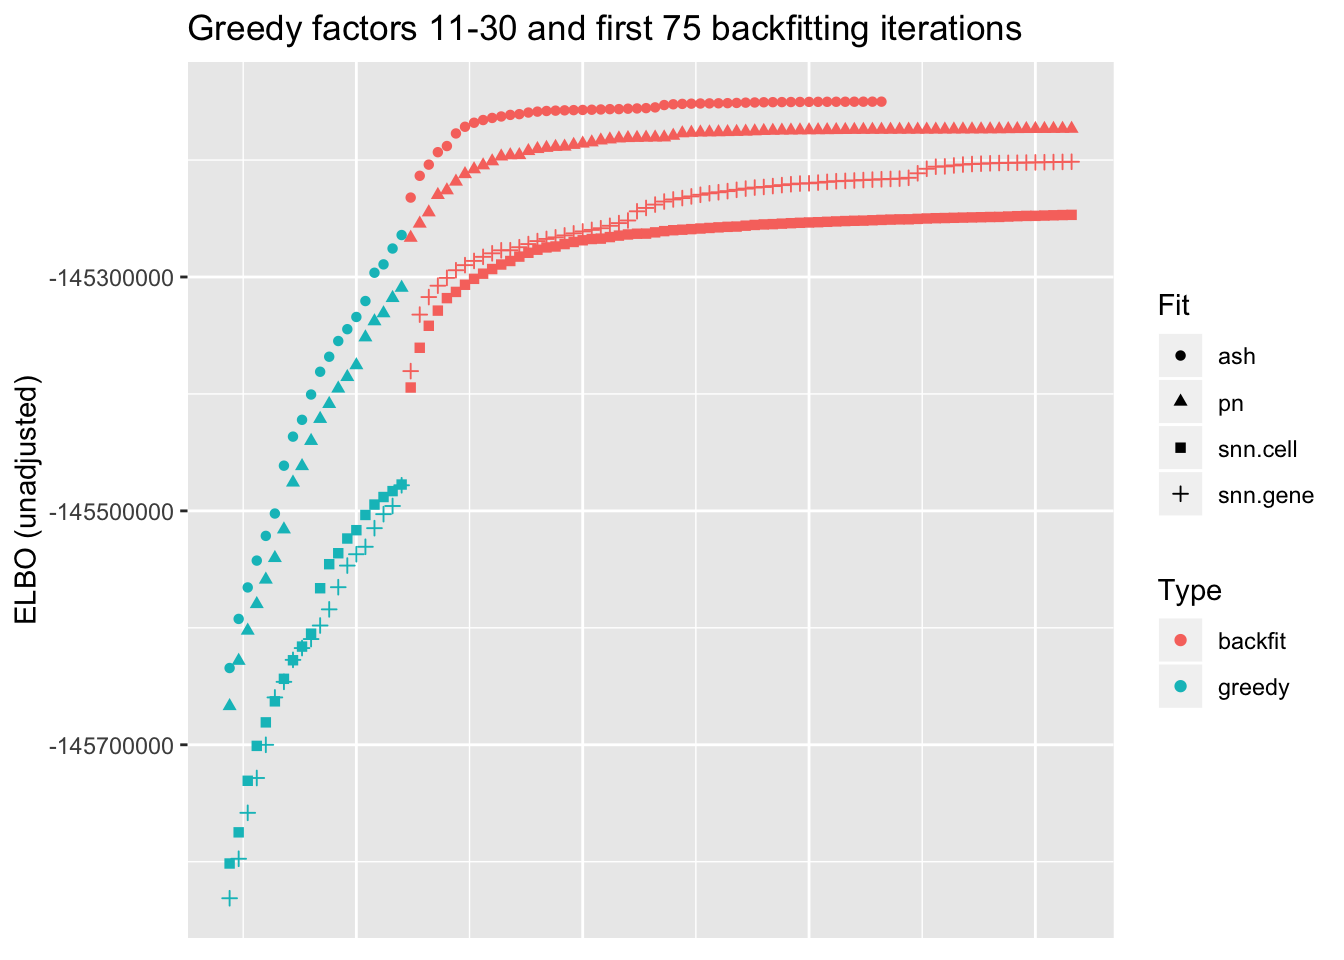 Greedy factors 11-30 and first 75 backfitting iterations
ELBO (unadjusted)
-145300000
-145500000
-145700000
Fit
ash
pn
snn.cell
snn.gene
Type
backfit
greedy